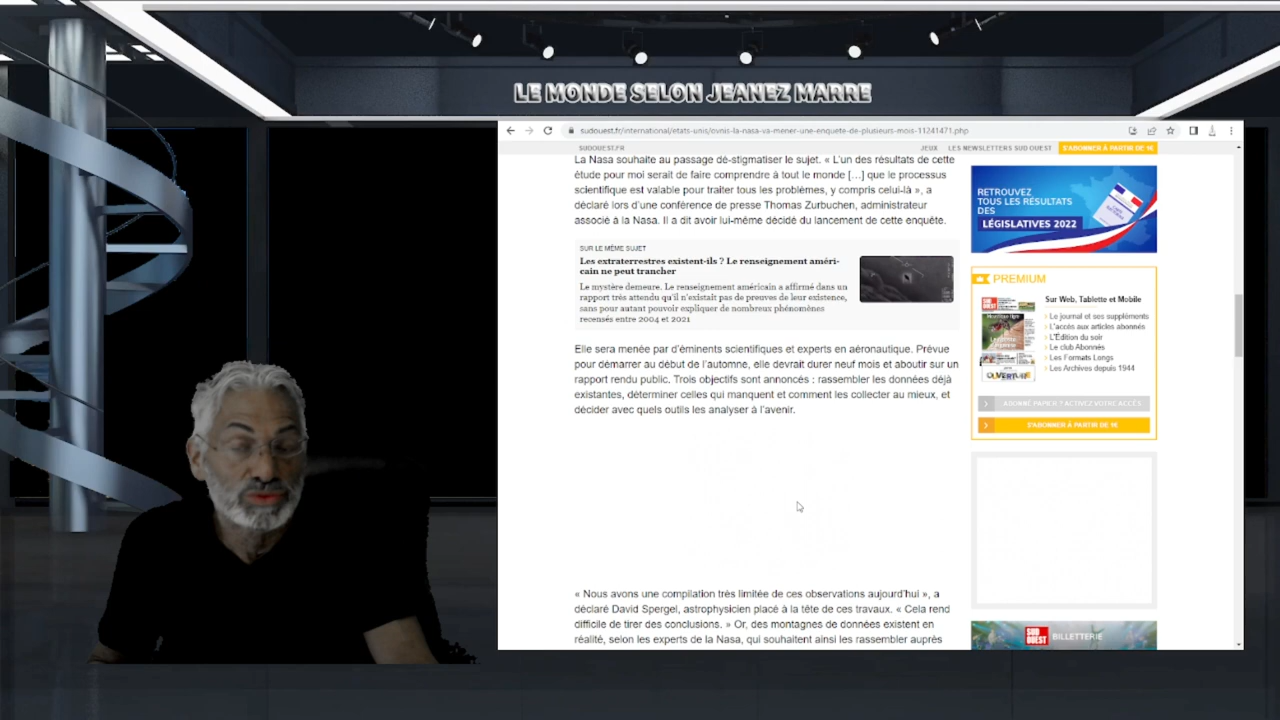 LE MONDE SELON JEANEZ MARRE
sudouest.fr/international/etats-unis/ovnis-la-nasa-va-mener-une-enquete-de-plusieurs-mois-11241471.php
SUDOUEST.FR
JEUX
LES NEWSLETTERS SUD OUEST
S'ABONNER À PARTIR DE 1€
La Nasa souhaite au passage dé-stigmatiser le sujet. « L'un des résultats de cette
étude pour moi serait de faire comprendre à tout le monde […] que le processus
scientifique est valable pour traiter tous les problèmes, y compris celui-là », a
déclaré lors d'une conférence de presse Thomas Zurbuchen, administrateur
associé à la Nasa. Il a dit avoir lui-même décidé du lancement de cette enquête.
SUR LE MÊME SUJET
Les extraterrestres existent-ils ? Le renseignement améri-
cain ne peut trancher
Le mystère demeure. Le renseignement américain a affirmé dans un
rapport très attendu qu'il n'existait pas de preuves de leur existence,
sans pour autant pouvoir expliquer de nombreux phénomènes
recensés entre 2004 et 2021
Elle sera menée par d'éminents scientifiques et experts en aéronautique. Prévue
pour démarrer au début de l'automne, elle devrait durer neuf mois et aboutir sur un
rapport rendu public. Trois objectifs sont annoncés : rassembler les données déjà
existantes, déterminer celles qui manquent et comment les collecter au mieux, et
décider avec quels outils les analyser à l'avenir.
« Nous avons une compilation très limitée de ces observations aujourd'hui », a
déclaré David Spergel, astrophysicien placé à la tête de ces travaux. « Cela rend
difficile de tirer des conclusions. » Or, des montagnes de données existent en
réalité, selon les experts de la Nasa, qui souhaitent ainsi les rassembler auprès
RETROUVEZ
TOUS LES RÉSULTATS
DES
LÉGISLATIVES 2022
PREMIUM
Sur Web, Tablette et Mobile
› Le journal et ses suppléments
› L'accès aux articles abonnés
› L'Édition du soir
› Le club Abonnés
› Les Formats Longs
› Les Archives depuis 1944
ABONNÉ PAPIER ? ACTIVEZ VOTRE ACCÈS
S'ABONNER À PARTIR DE 1€
SUD
OUEST
BILLETTERIE